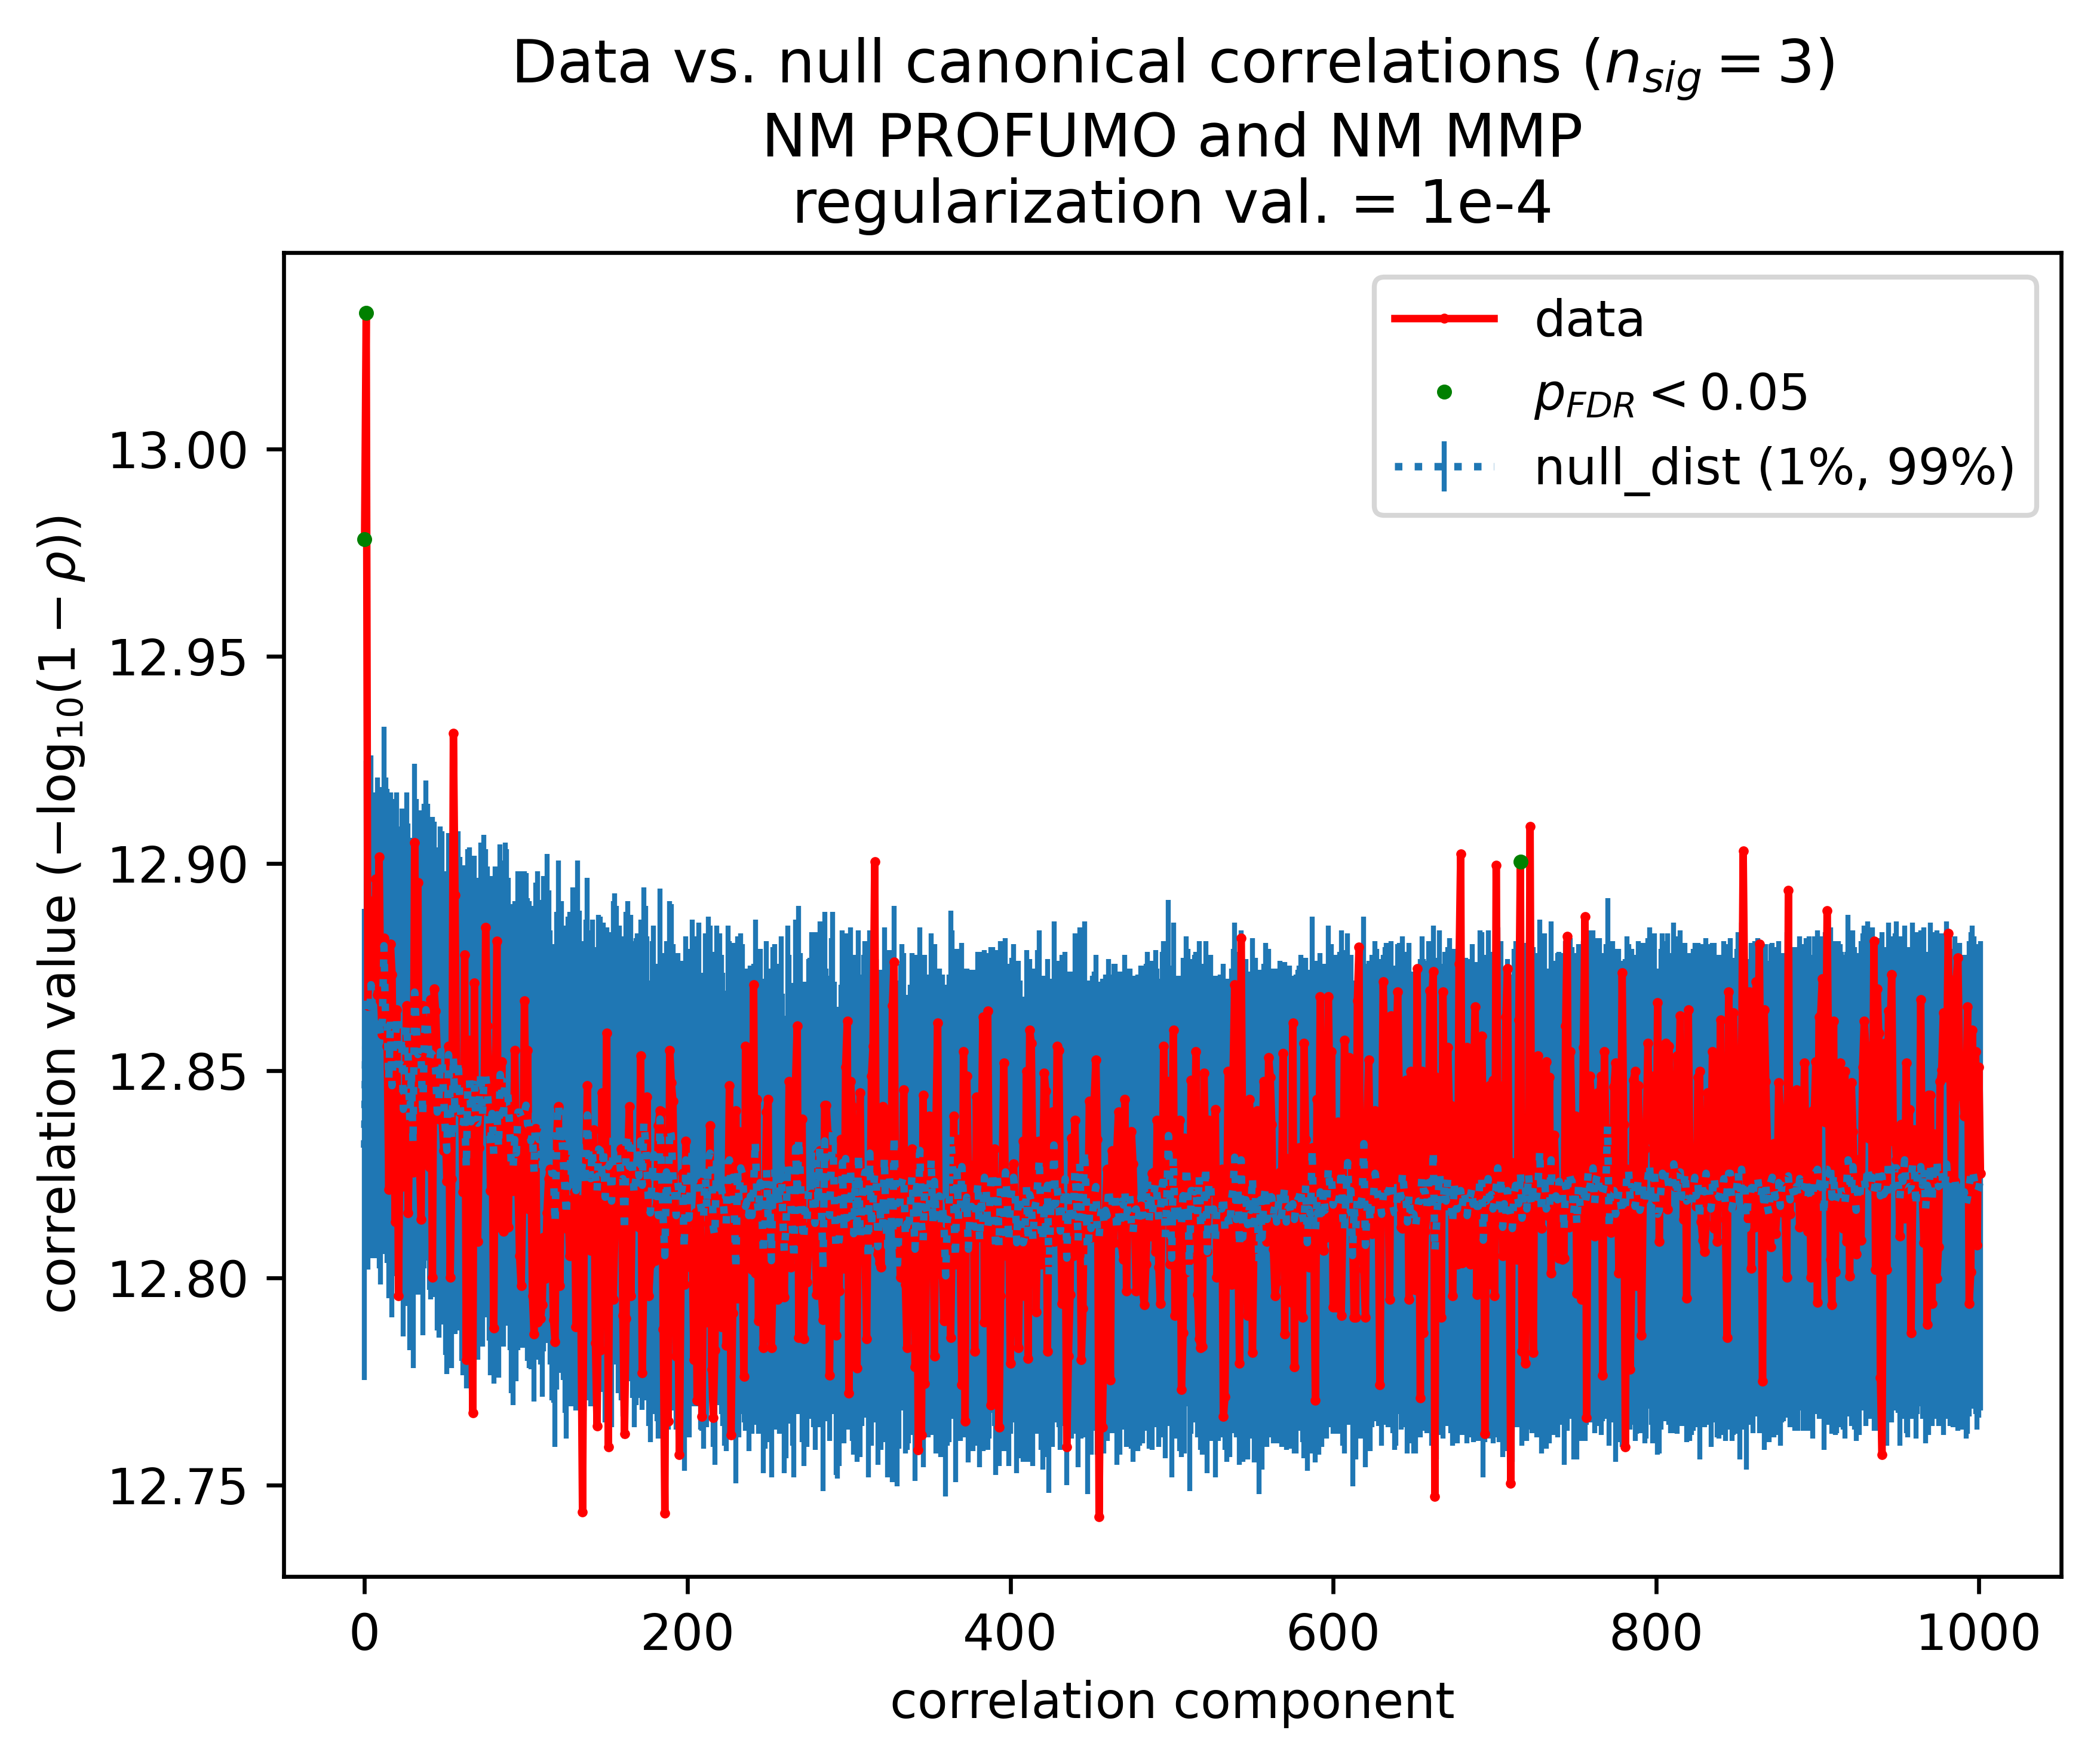 Data vs. null canonical correlations (n_sig = 3)
NM PROFUMO and NM MMP
regularization val. = 1e-4
data
p_FDR < 0.05
null_dist (1%, 99%)
correlation value (−log₁₀(1 − ρ))
13.00
12.95
12.90
12.85
12.80
12.75
0 200 400 600 800 1000
correlation component